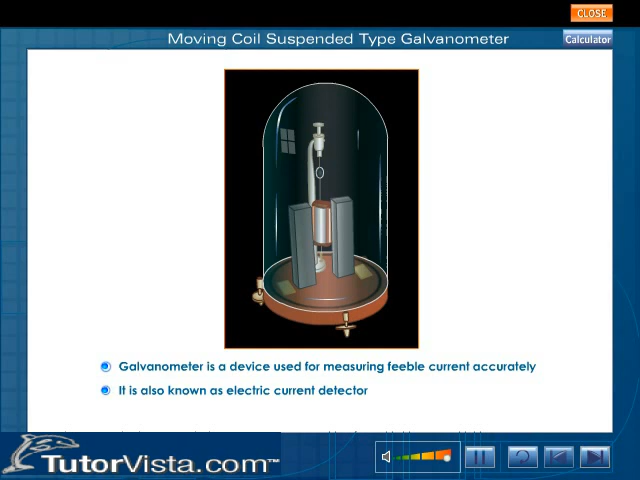 CLOSE
Moving Coil Suspended Type Galvanometer
Calculator
Galvanometer is a device used for measuring feeble current accurately
It is also known as electric current detector
TutorVista.com™